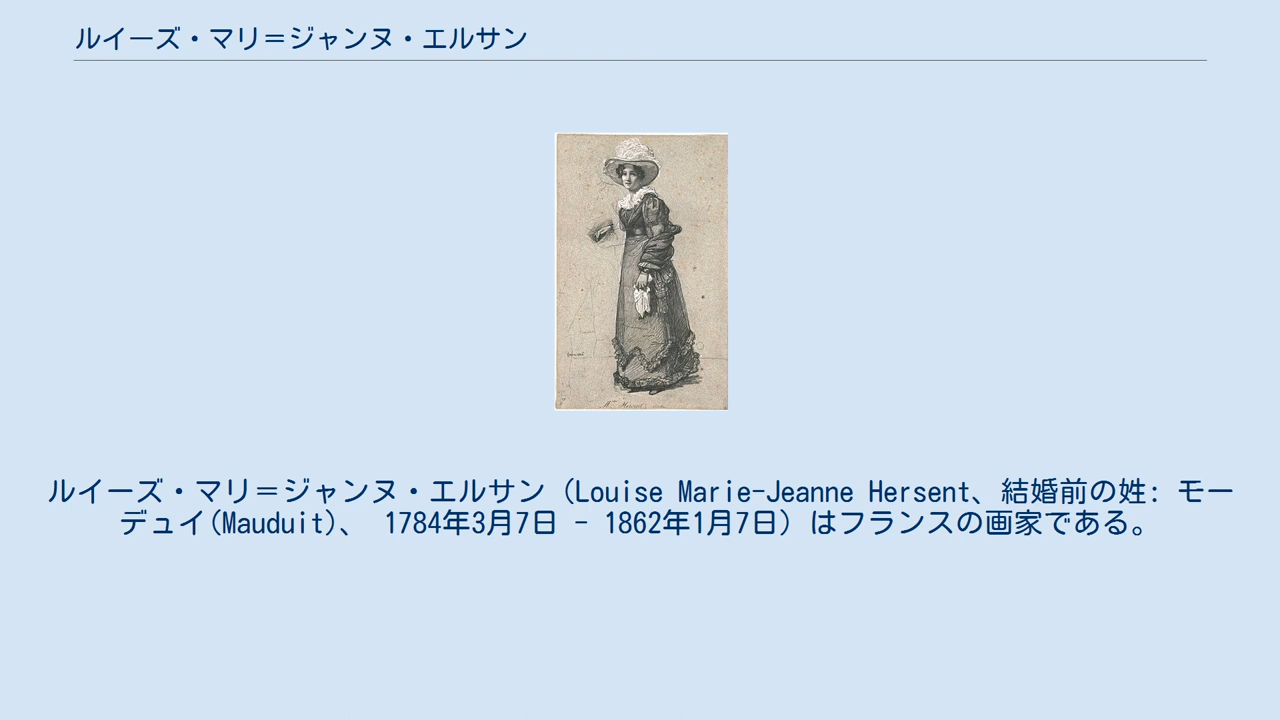 ルイーズ・マリ＝ジャンヌ・エルサン
ルイーズ・マリ＝ジャンヌ・エルサン（Louise Marie-Jeanne Hersent、結婚前の姓: モー
デュイ(Mauduit)、 1784年3月7日 - 1862年1月7日）はフランスの画家である。